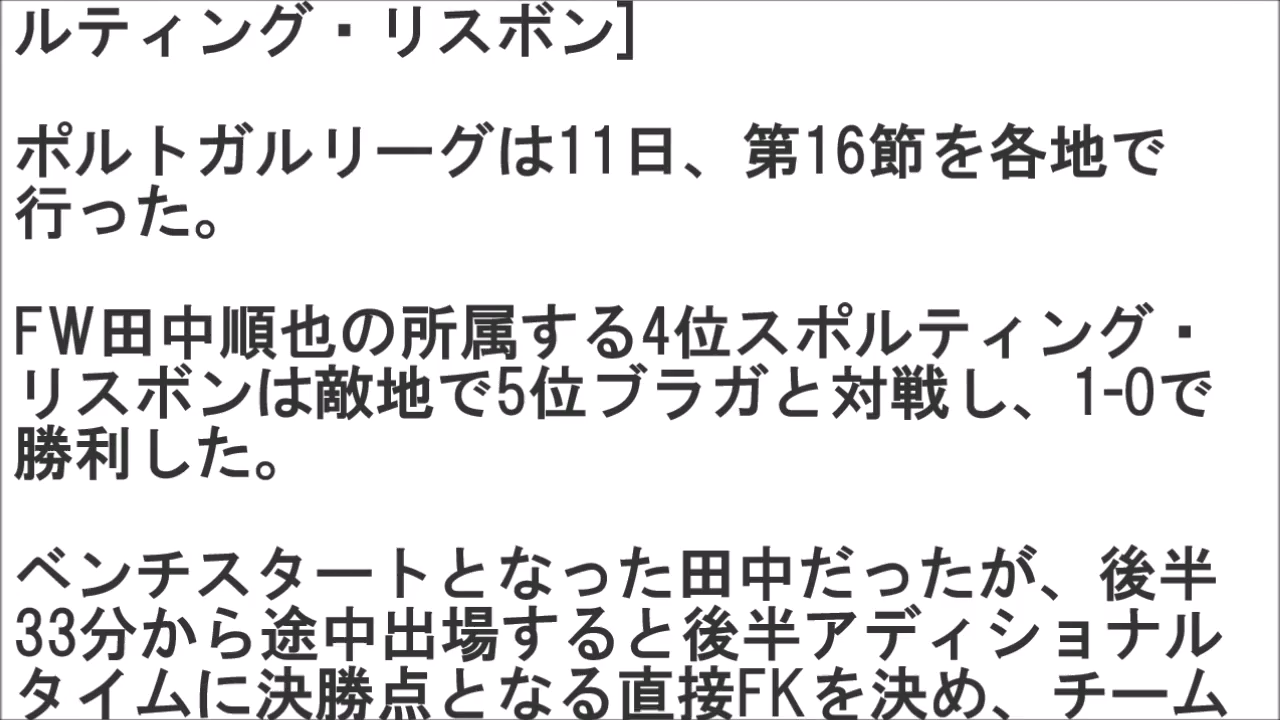 ルティング・リスボン]
ポルトガルリーグは11日、第16節を各地で
行った。
FW田中順也の所属する4位スポルティング・
リスボンは敵地で5位ブラガと対戦し、1-0で
勝利した。
ベンチスタートとなった田中だったが、後半
33分から途中出場すると後半アディショナル
タイムに決勝点となる直接FKを決め、チーム